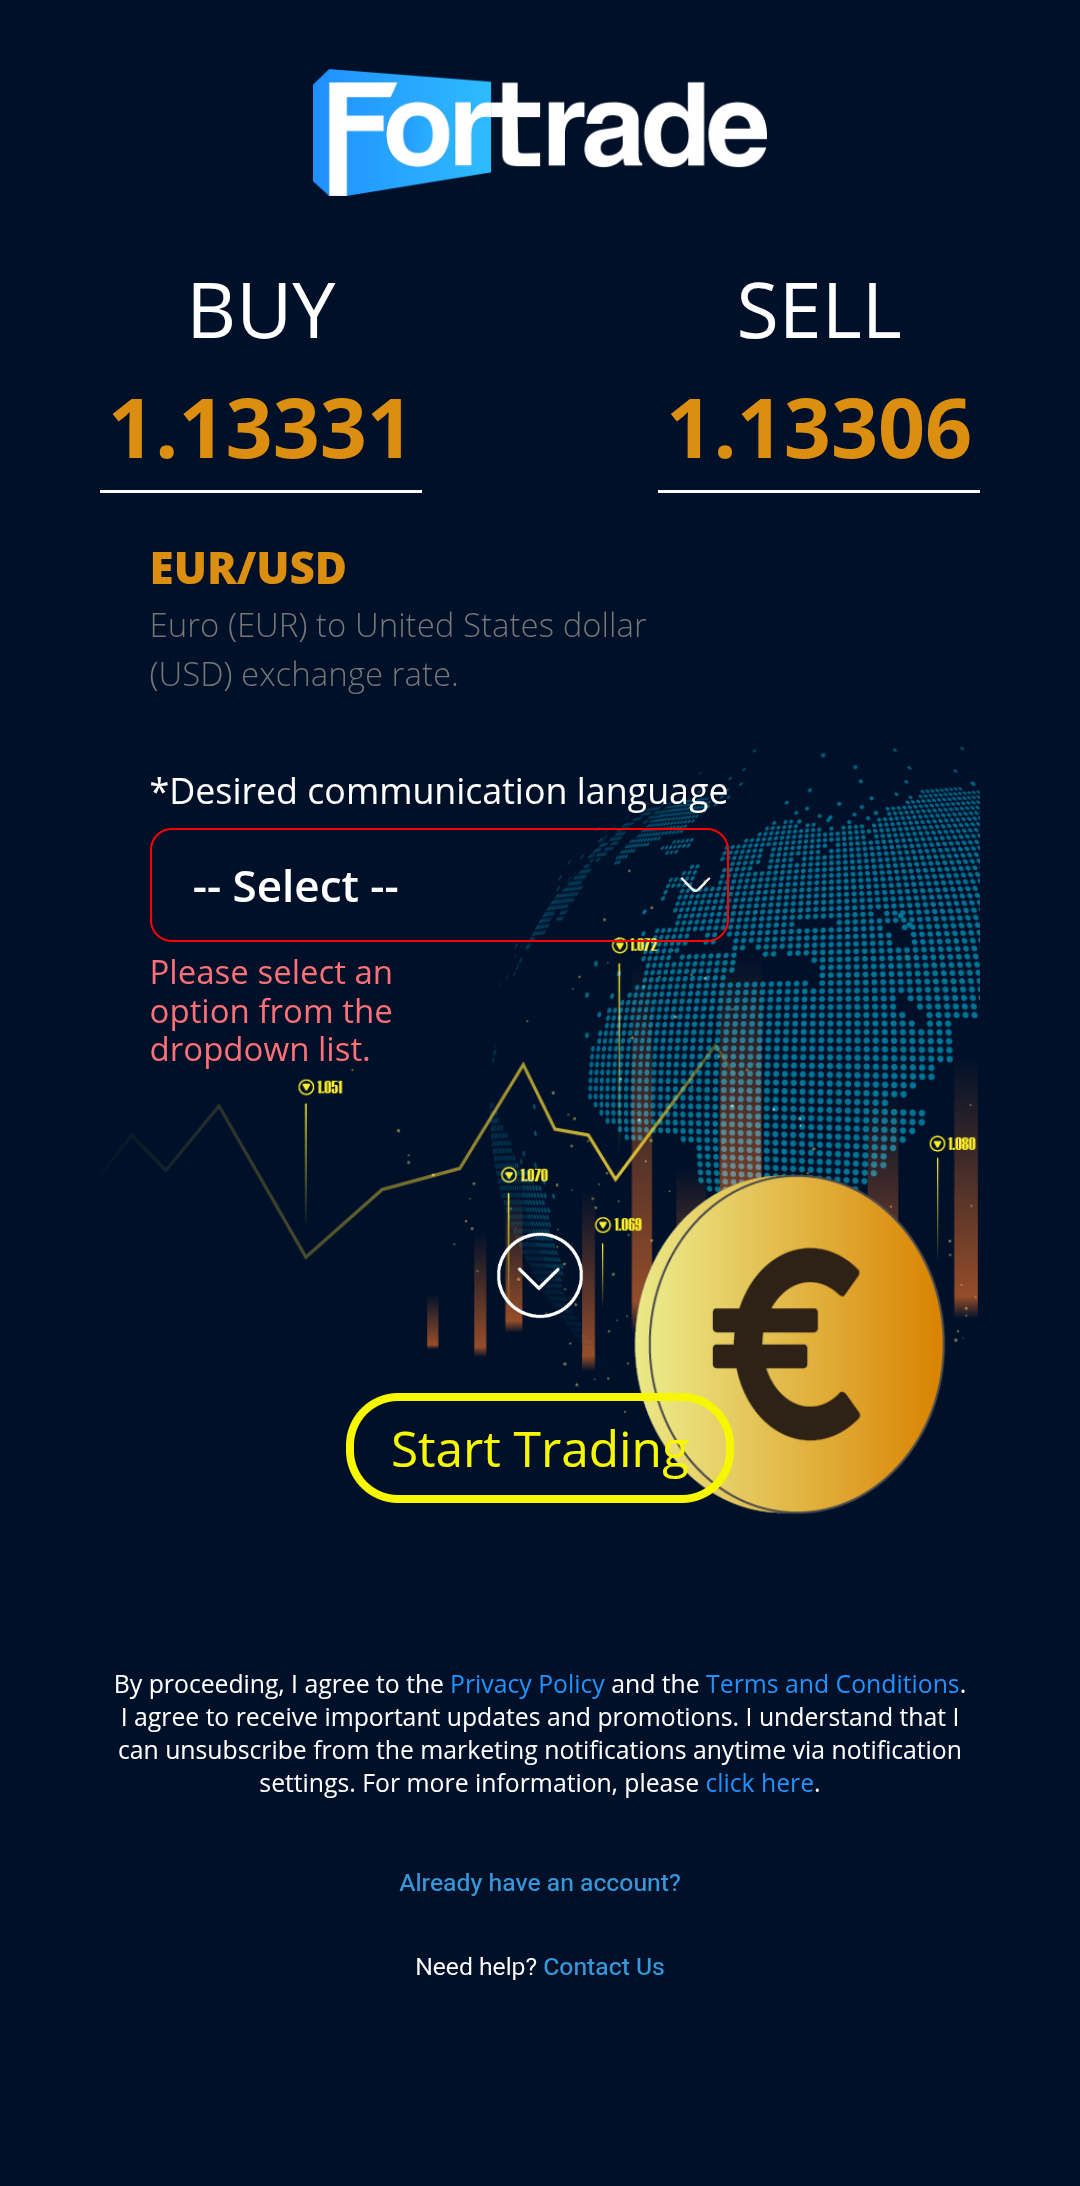 Fortrade
BUY
SELL
1.13331
1.13306
EUR/USD
Euro (EUR) to United States dollar
(USD) exchange rate.
*Desired communication language
-- Select --
1.072
Please select an
option from the
dropdown list.
1.051
1.080
1.070
1.069
€
Start Trading
By proceeding, I agree to the Privacy Policy and the Terms and Conditions.
I agree to receive important updates and promotions. I understand that I
can unsubscribe from the marketing notifications anytime via notification
settings. For more information, please click here.
Already have an account?
Need help? Contact Us